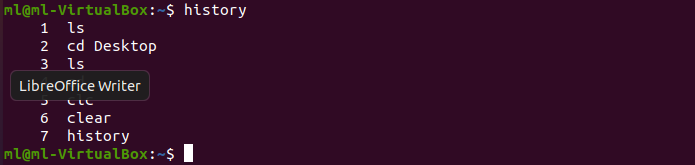 ml@ml-VirtualBox:~$ history
1 ls
2 cd Desktop
3 ls
LibreOffice Writer
5 clc
6 clear
7 history
ml@ml-VirtualBox:~$